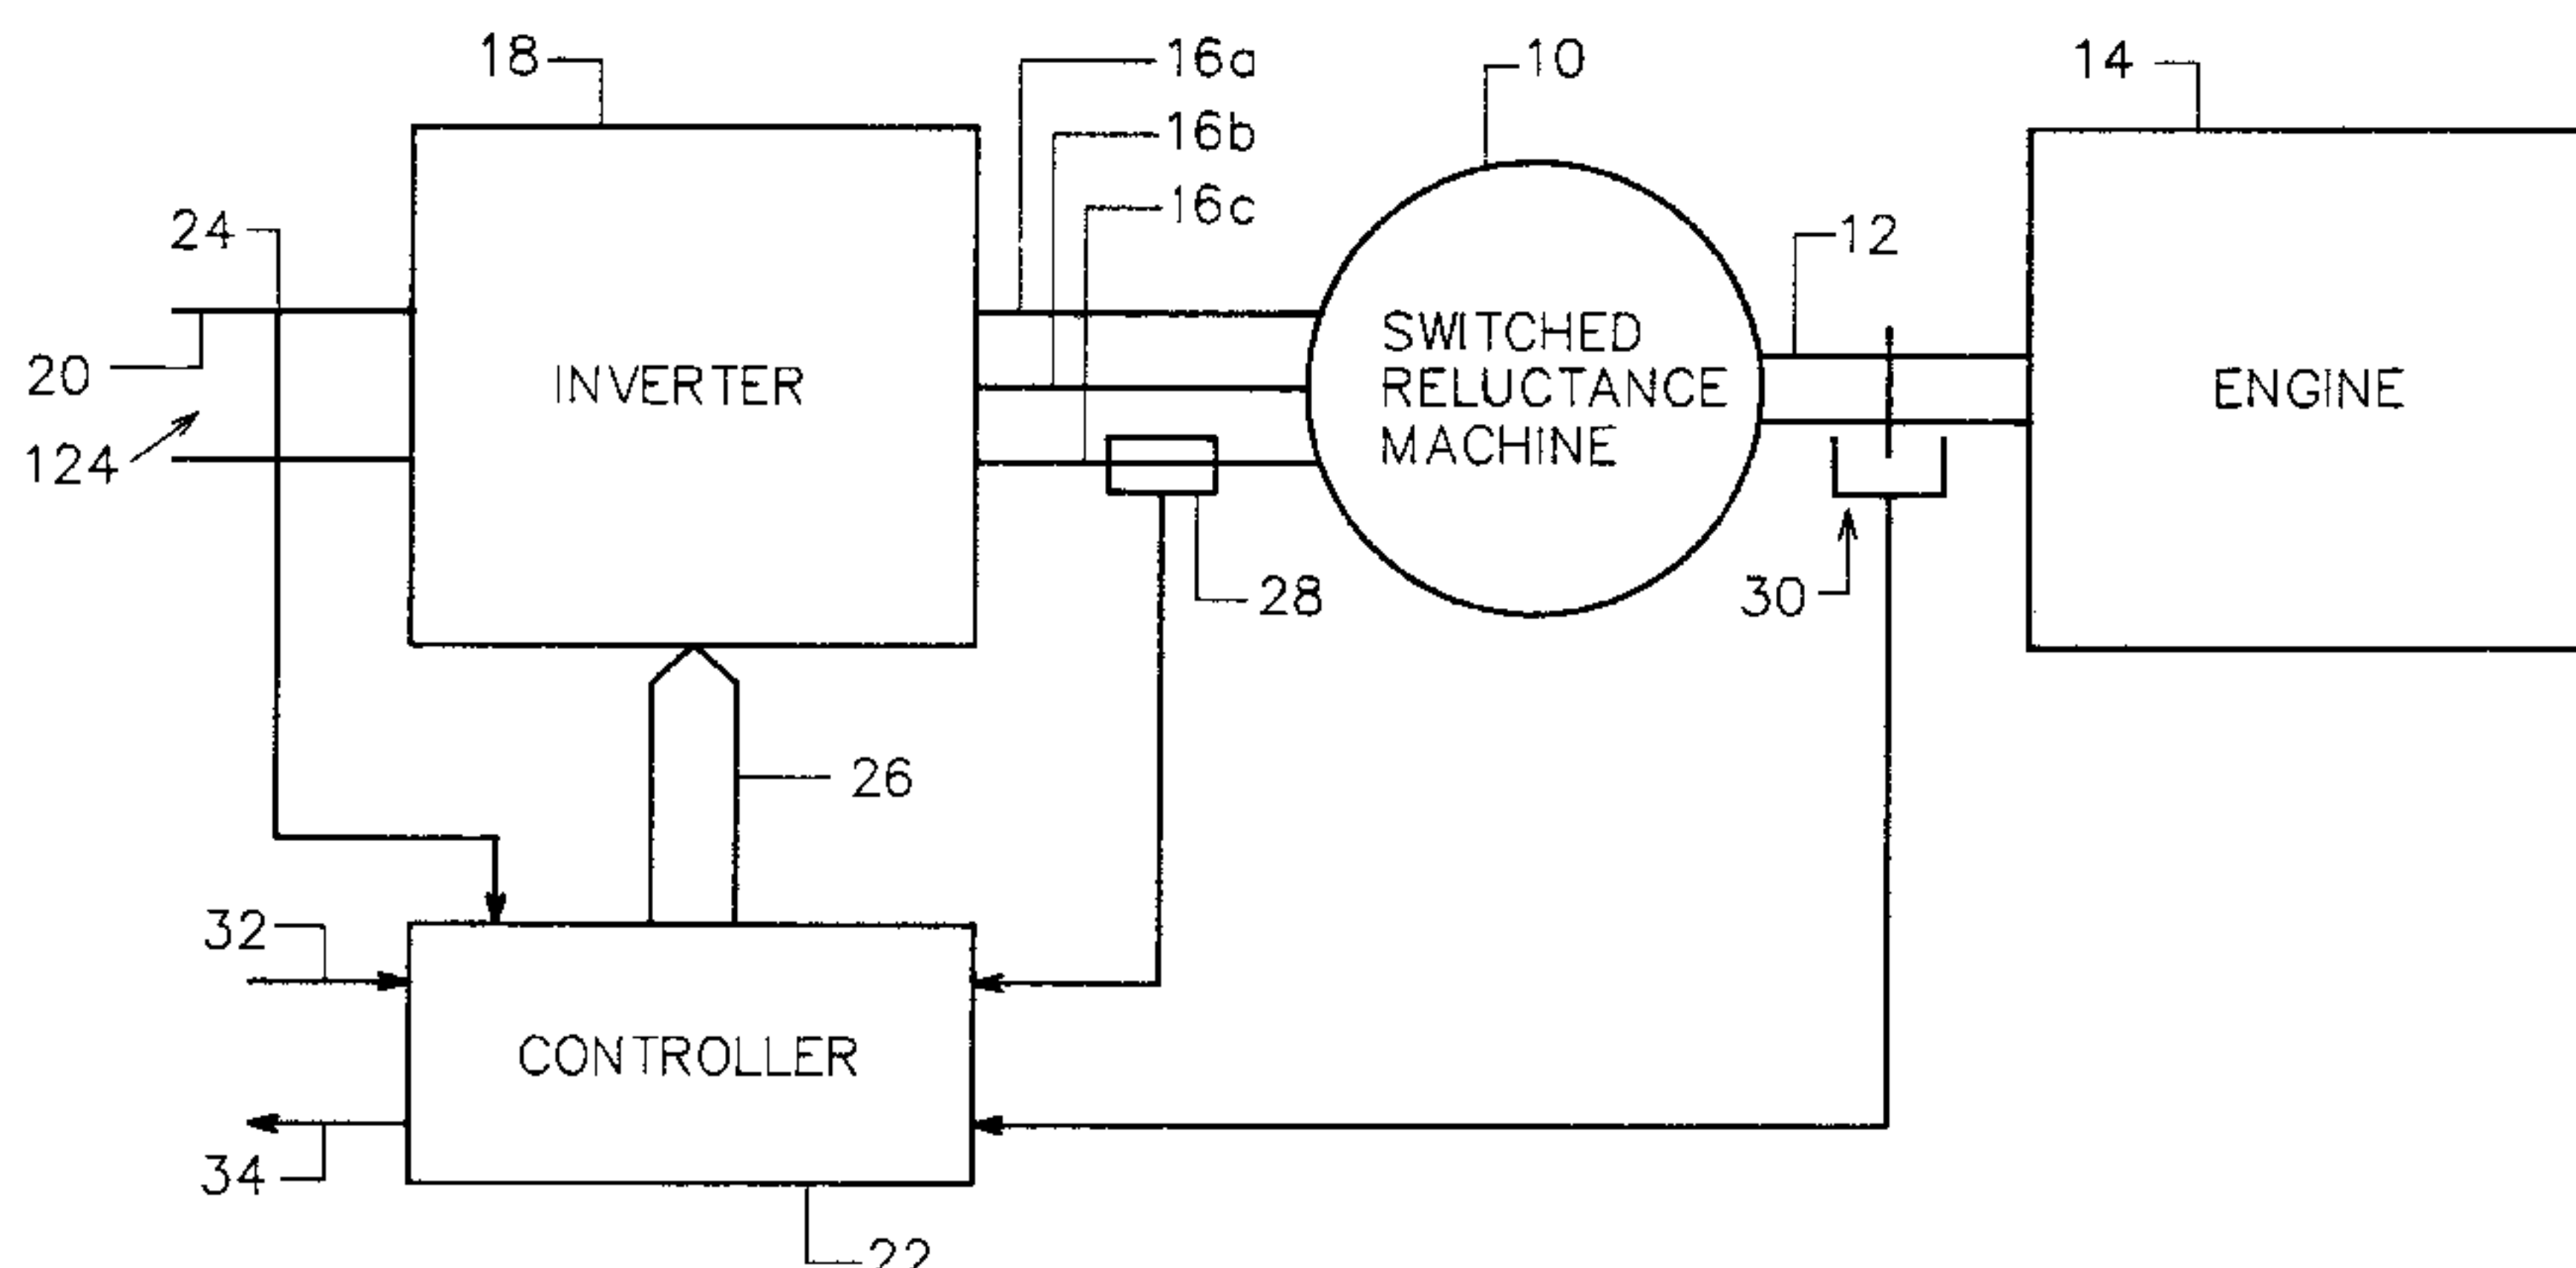 18
16a
10
14
16b
16c
24
12
20
INVERTER
SWITCHED
RELUCTANCE
MACHINE
ENGINE
124
28
30
26
32
CONTROLLER
34
22